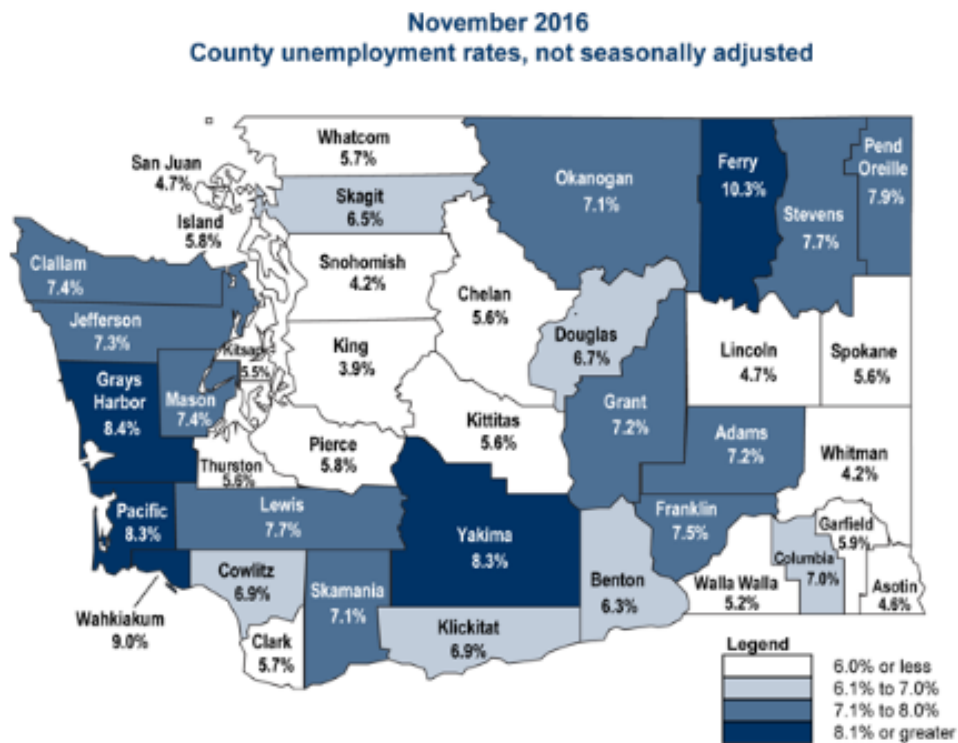 November 2016
County unemployment rates, not seasonally adjusted
Whatcom
5.7%
San Juan
4.7%
Skagit
6.5%
Island
5.8%
Okanogan
7.1%
Ferry
10.3%
Pend
Oreille
7.9%
Stevens
7.7%
Clallam
7.4%
Snohomish
4.2%
Chelan
5.6%
Jefferson
7.3%
Douglas
6.7%
Kitsap
5.5%
King
3.9%
Lincoln
4.7%
Spokane
5.6%
Grays
Harbor
8.4%
Mason
7.4%
Grant
7.2%
Kittitas
5.6%
Adams
7.2%
Pierce
5.8%
Whitman
4.2%
Thurston
5.6%
Lewis
7.7%
Pacific
8.3%
Yakima
8.3%
Franklin
7.5%
Garfield
5.9%
Columbia
7.0%
Cowlitz
6.9%
Skamania
7.1%
Benton
6.3%
Walla Walla
5.2%
Asotin
4.6%
Wahkiakum
9.0%
Clark
5.7%
Klickitat
6.9%
Legend
6.0% or less
6.1% to 7.0%
7.1% to 8.0%
8.1% or greater